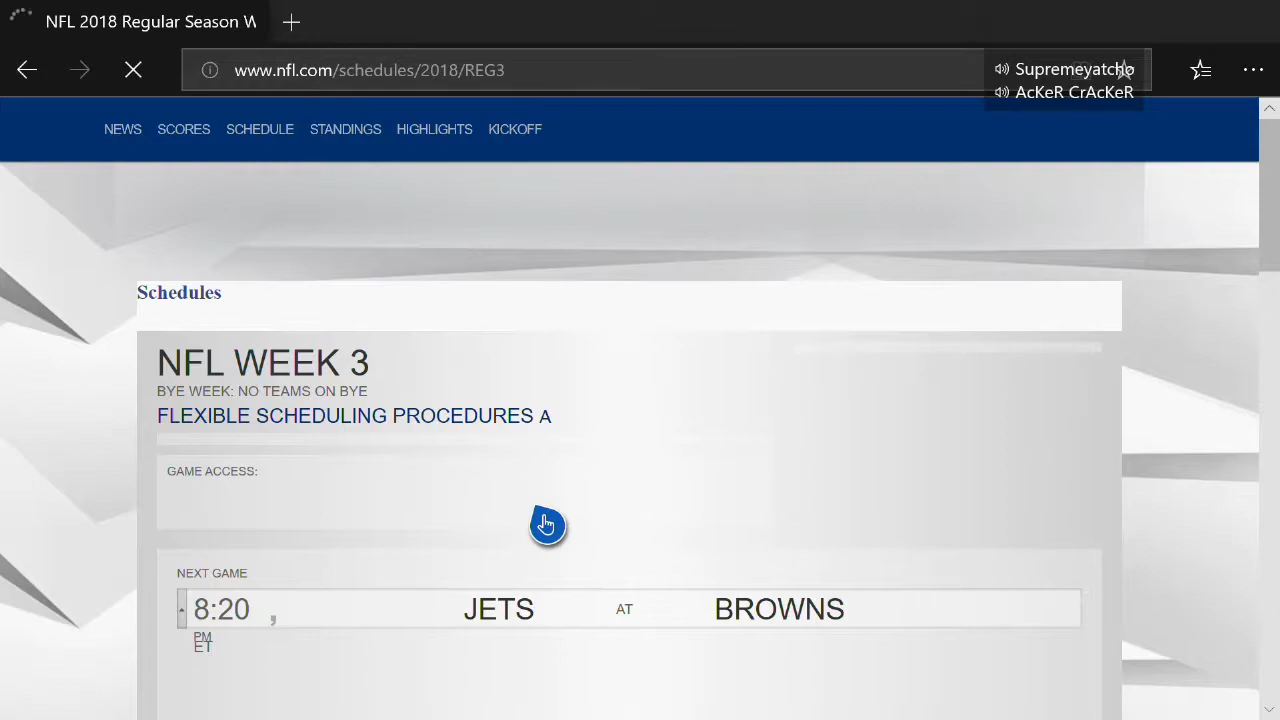 NFL 2018 Regular Season W
www.nfl.com/schedules/2018/REG3
Supremeyatcho
AcKeR CrAcKeR
NEWS SCORES SCHEDULE STANDINGS HIGHLIGHTS KICKOFF
Schedules
NFL WEEK 3
BYE WEEK: NO TEAMS ON BYE
FLEXIBLE SCHEDULING PROCEDURES A
GAME ACCESS:
NEXT GAME
8:20 , JETS AT BROWNS
PM
ET